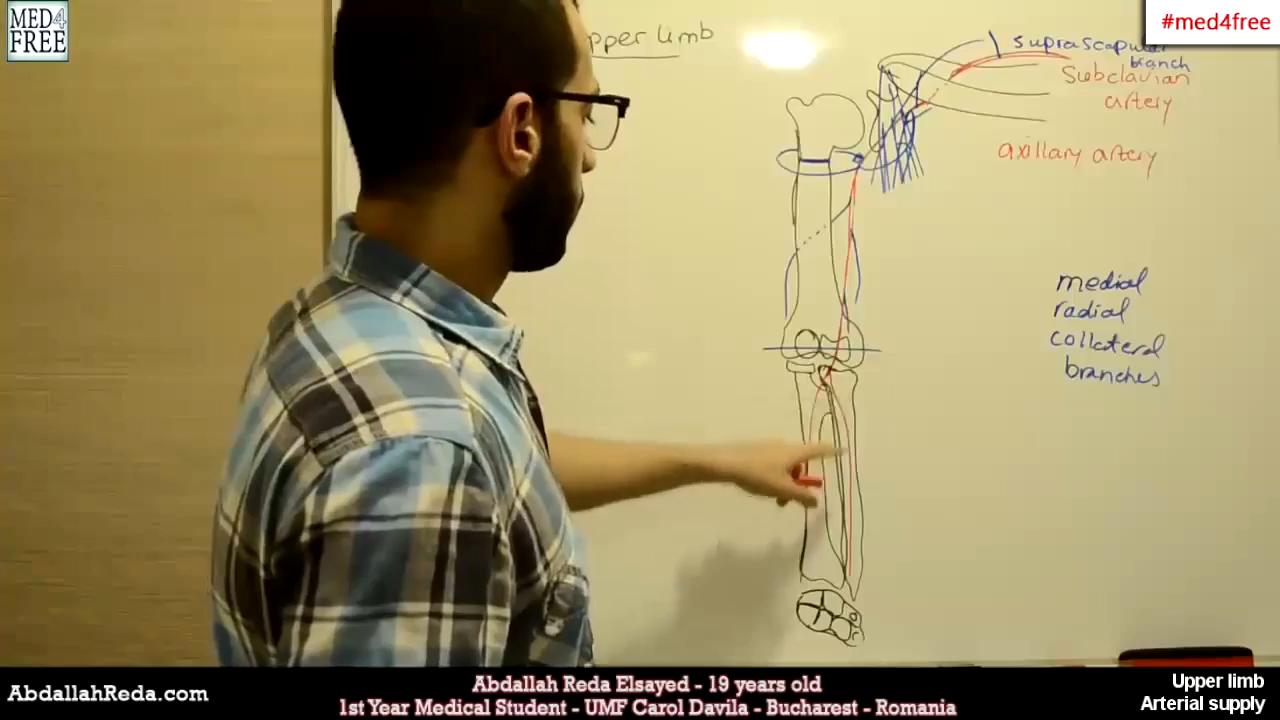 MED
4
FREE
#med4free
upper limb
suprascapular
branch
Subclavian
artery
axillary artery
medial
radial
collateral
branches
AbdallahReda.com
Abdallah Reda Elsayed - 19 years old
1st Year Medical Student - UMF Carol Davila - Bucharest - Romania
Upper limb
Arterial supply